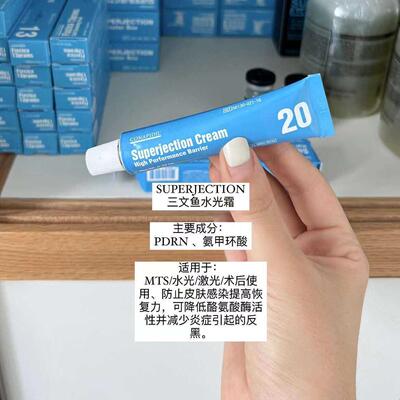 Superjection Cream
High Performance Barrier
20
SUPERJECTION
三文鱼水光霜
主要成分：
PDRN 、氨甲环酸
适用于：
MTS/水光/激光/术后使
用、防止皮肤感染提高恢
复力，可降低酪氨酸酶活
性并减少炎症引起的反
黑。